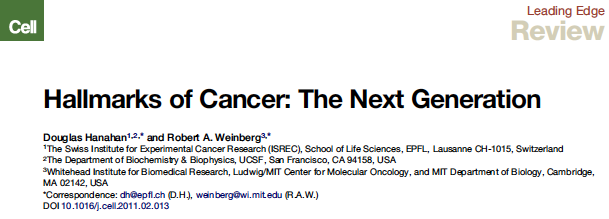 Cell
Leading Edge
Review
Hallmarks of Cancer: The Next Generation
Douglas Hanahan1,2,* and Robert A. Weinberg3,*
1The Swiss Institute for Experimental Cancer Research (ISREC), School of Life Sciences, EPFL, Lausanne CH-1015, Switzerland
2The Department of Biochemistry & Biophysics, UCSF, San Francisco, CA 94158, USA
3Whitehead Institute for Biomedical Research, Ludwig/MIT Center for Molecular Oncology, and MIT Department of Biology, Cambridge,
MA 02142, USA
*Correspondence: dh@epfl.ch (D.H.), weinberg@wi.mit.edu (R.A.W.)
DOI 10.1016/j.cell.2011.02.013